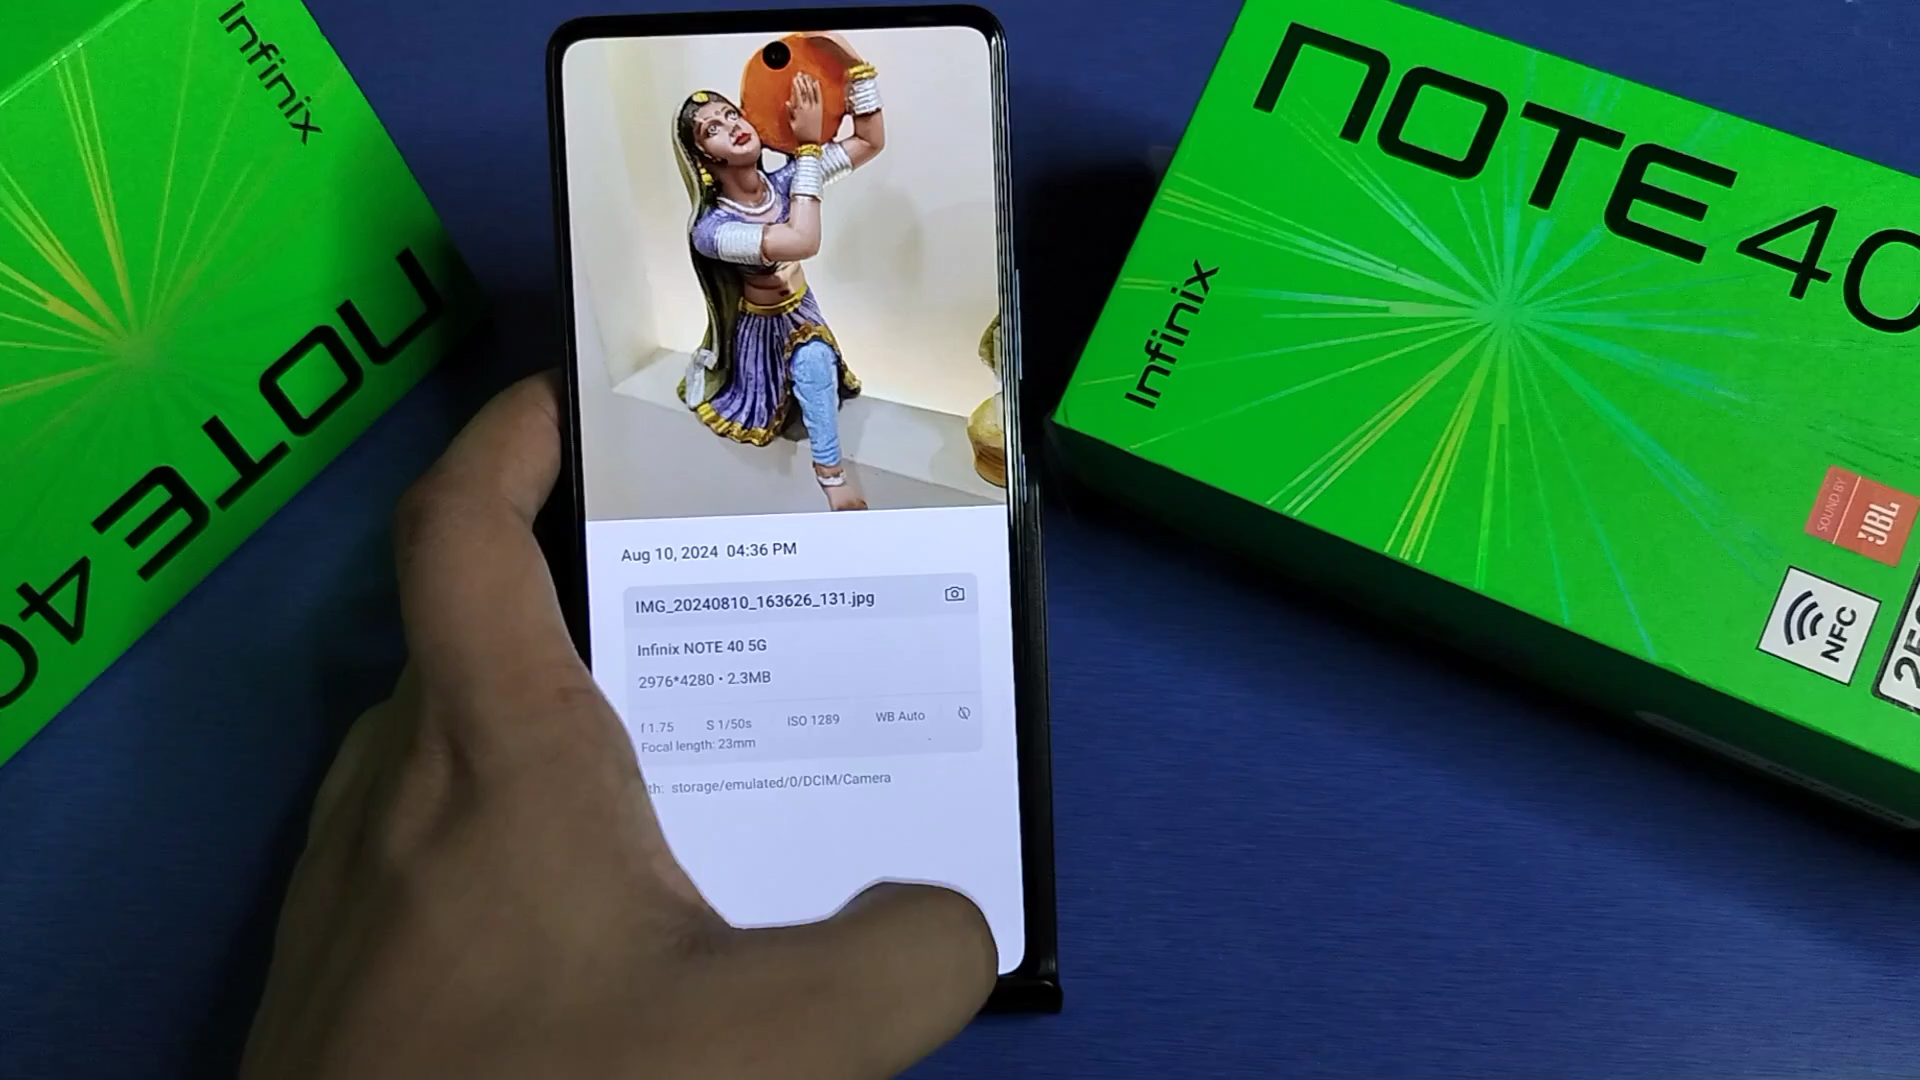 Infinix
NOTE 40
Aug 10, 2024 04:36 PM
IMG_20240810_163626_131.jpg
Infinix NOTE 40 5G
2976*4280 • 2.3MB
f 1.75 S 1/50s ISO 1289 WB Auto
Focal length: 23mm
th: storage/emulated/0/DCIM/Camera
NOTE 40
Infinix
SOUND BY
JBL
NFC